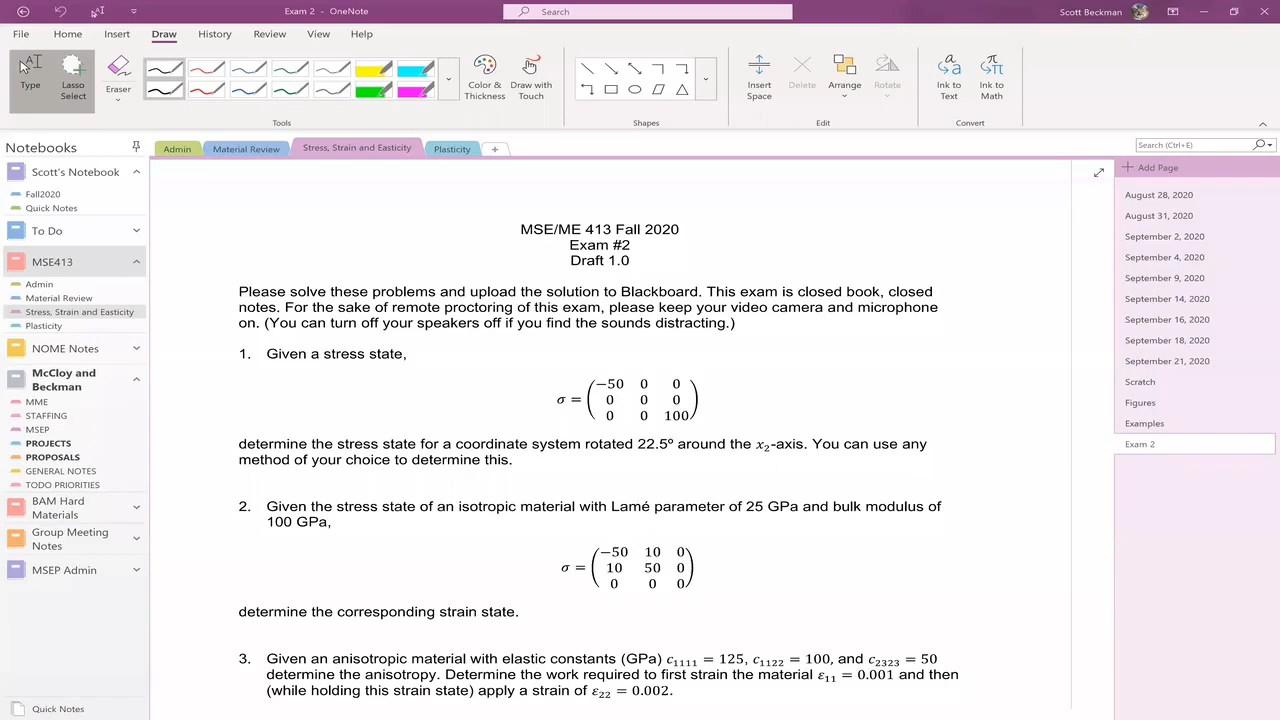 Exam 2 - OneNote
Search
Scott Beckman
File Home Insert Draw History Review View Help
Type
Lasso Select
Eraser
Color & Thickness
Draw with Touch
Insert Space
Delete
Arrange
Rotate
Ink to Text
Ink to Math
Tools Shapes Edit Convert
Notebooks
Admin Material Review Stress, Strain and Easticity Plasticity +
Search (Ctrl+E)
Scott's Notebook
Fall2020
Quick Notes
To Do
MSE413
Admin
Material Review
Stress, Strain and Easticity
Plasticity
NOME Notes
McCloy and
Beckman
MME
STAFFING
MSEP
PROJECTS
PROPOSALS
GENERAL NOTES
TODO PRIORITIES
BAM Hard
Materials
Group Meeting
Notes
MSEP Admin
Quick Notes
MSE/ME 413 Fall 2020
Exam #2
Draft 1.0
Please solve these problems and upload the solution to Blackboard. This exam is closed book, closed
notes. For the sake of remote proctoring of this exam, please keep your video camera and microphone
on. (You can turn off your speakers off if you find the sounds distracting.)
1. Given a stress state,
−50 0 0
σ = ( 0 0 0 )
0 0 100
determine the stress state for a coordinate system rotated 22.5º around the x₂-axis. You can use any
method of your choice to determine this.
2. Given the stress state of an isotropic material with Lamé parameter of 25 GPa and bulk modulus of
100 GPa,
−50 10 0
σ = ( 10 50 0 )
0 0 0
determine the corresponding strain state.
3. Given an anisotropic material with elastic constants (GPa) c₁₁₁₁ = 125, c₁₁₂₂ = 100, and c₂₃₂₃ = 50
determine the anisotropy. Determine the work required to first strain the material ε₁₁ = 0.001 and then
(while holding this strain state) apply a strain of ε₂₂ = 0.002.
Add Page
August 28, 2020
August 31, 2020
September 2, 2020
September 4, 2020
September 9, 2020
September 14, 2020
September 16, 2020
September 18, 2020
September 21, 2020
Scratch
Figures
Examples
Exam 2